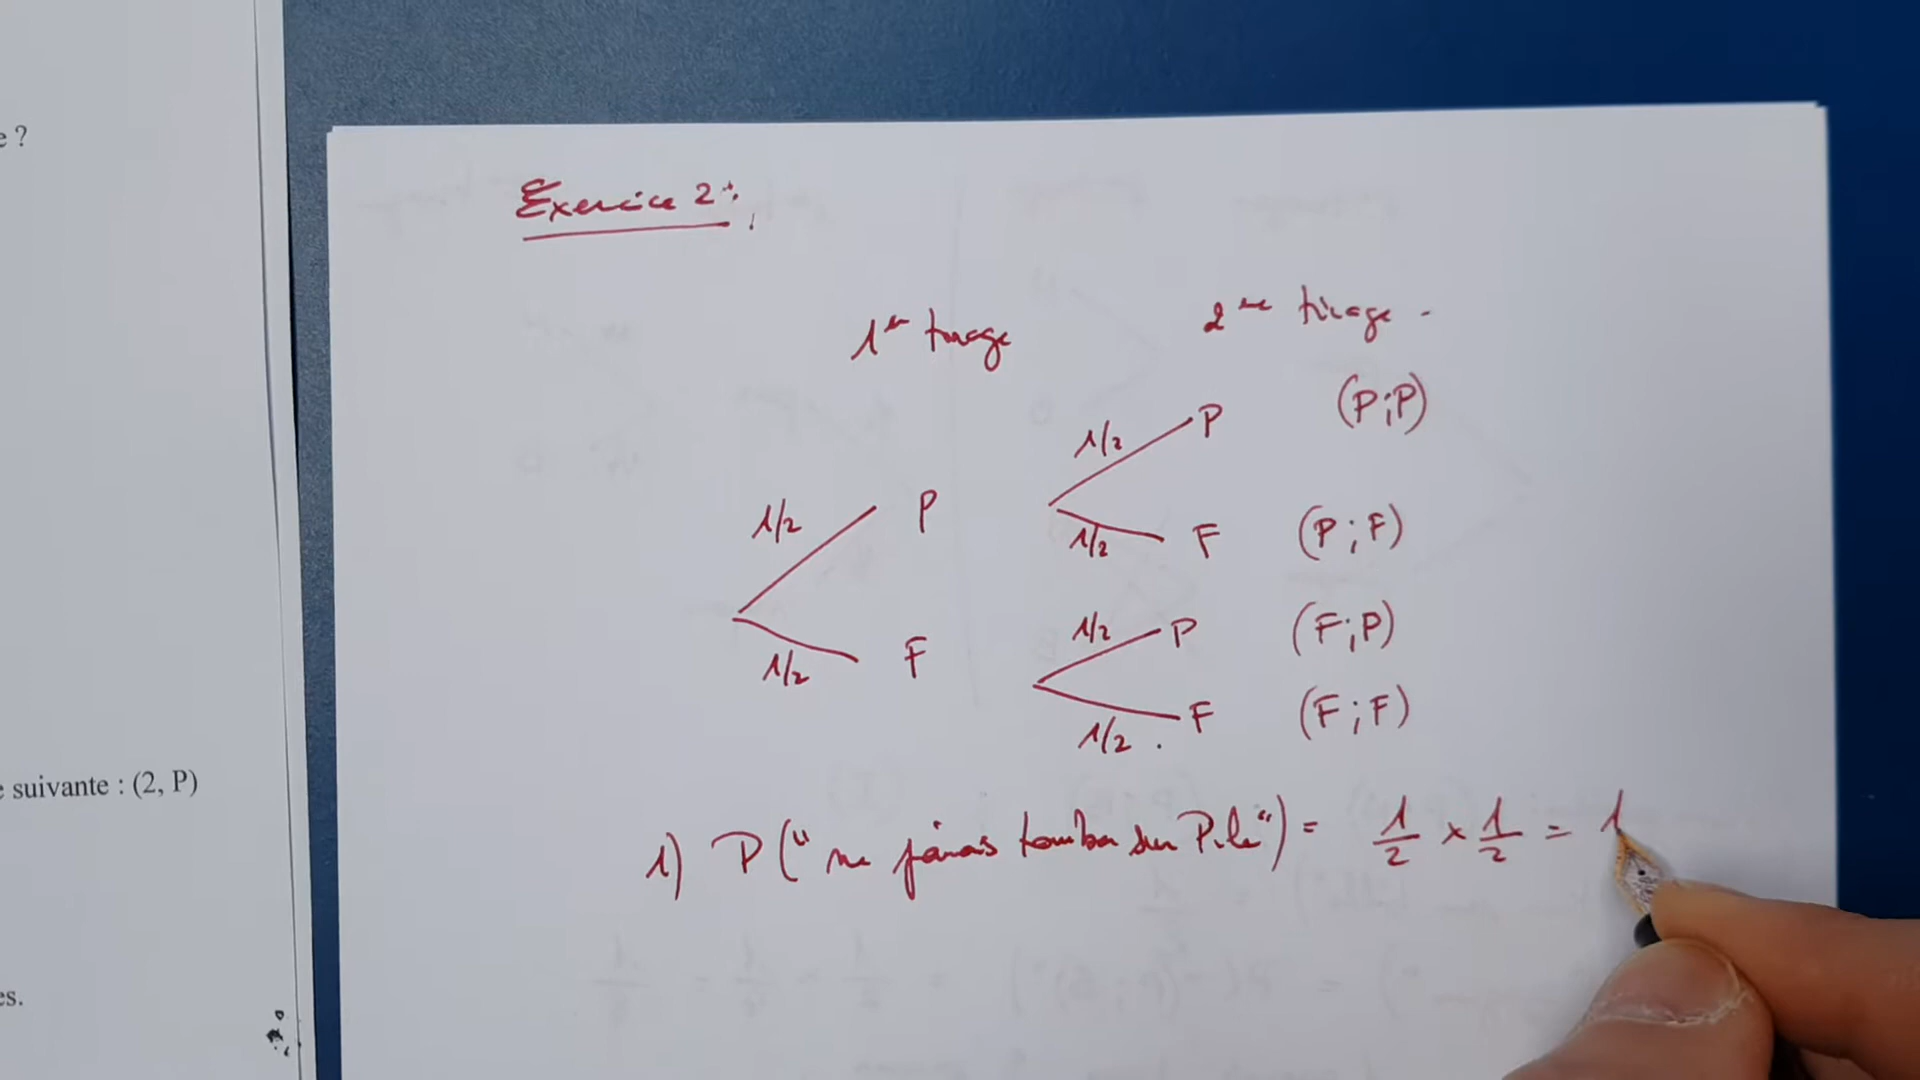 e ?
Exercice 2 :
1er tirage
2ème tirage
1/2 P (P;P)
1/2 P
1/2 F (P;F)
1/2 P (F;P)
1/2 F
1/2 F (F;F)
e suivante : (2, P)
1) P("ne jamais tomber sur Pile") = 1/2 × 1/2 = 1
es.